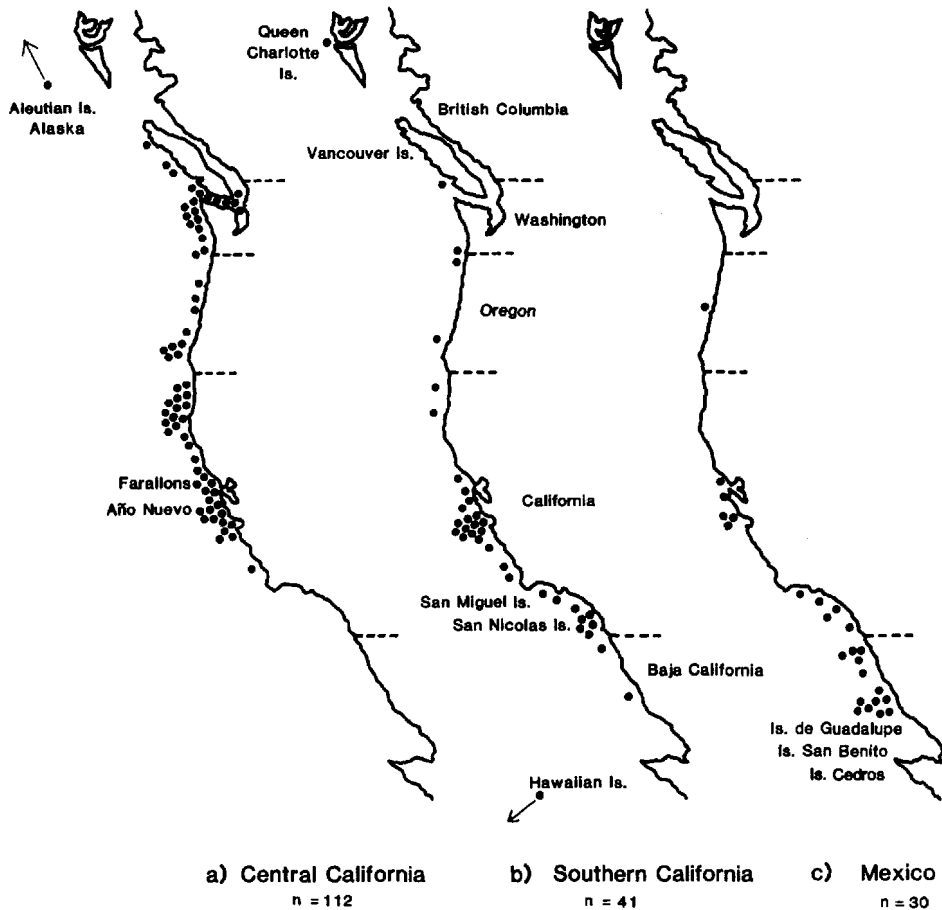 Queen
Charlotte
Is.
Aleutian Is.
Alaska
British Columbia
Vancouver Is.
Washington
Oregon
Farallons
Año Nuevo
California
San Miguel Is.
San Nicolas Is.
Baja California
Is. de Guadalupe
Is. San Benito
Is. Cedros
Hawaiian Is.
a) Central California
n = 112
b) Southern California
n = 41
c) Mexico
n = 30